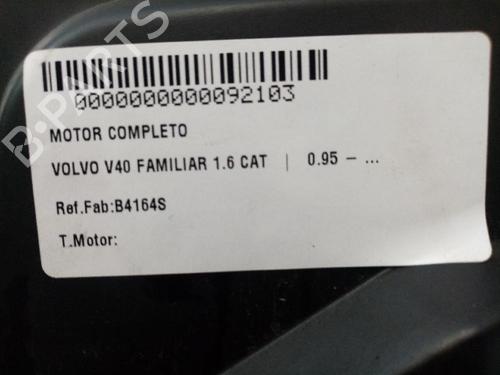 0000000000092103
MOTOR COMPLETO
VOLVO V40 FAMILIAR 1.6 CAT | 0.95 – ...
Ref.Fab:B4164S
T.Motor:
B-PARTS